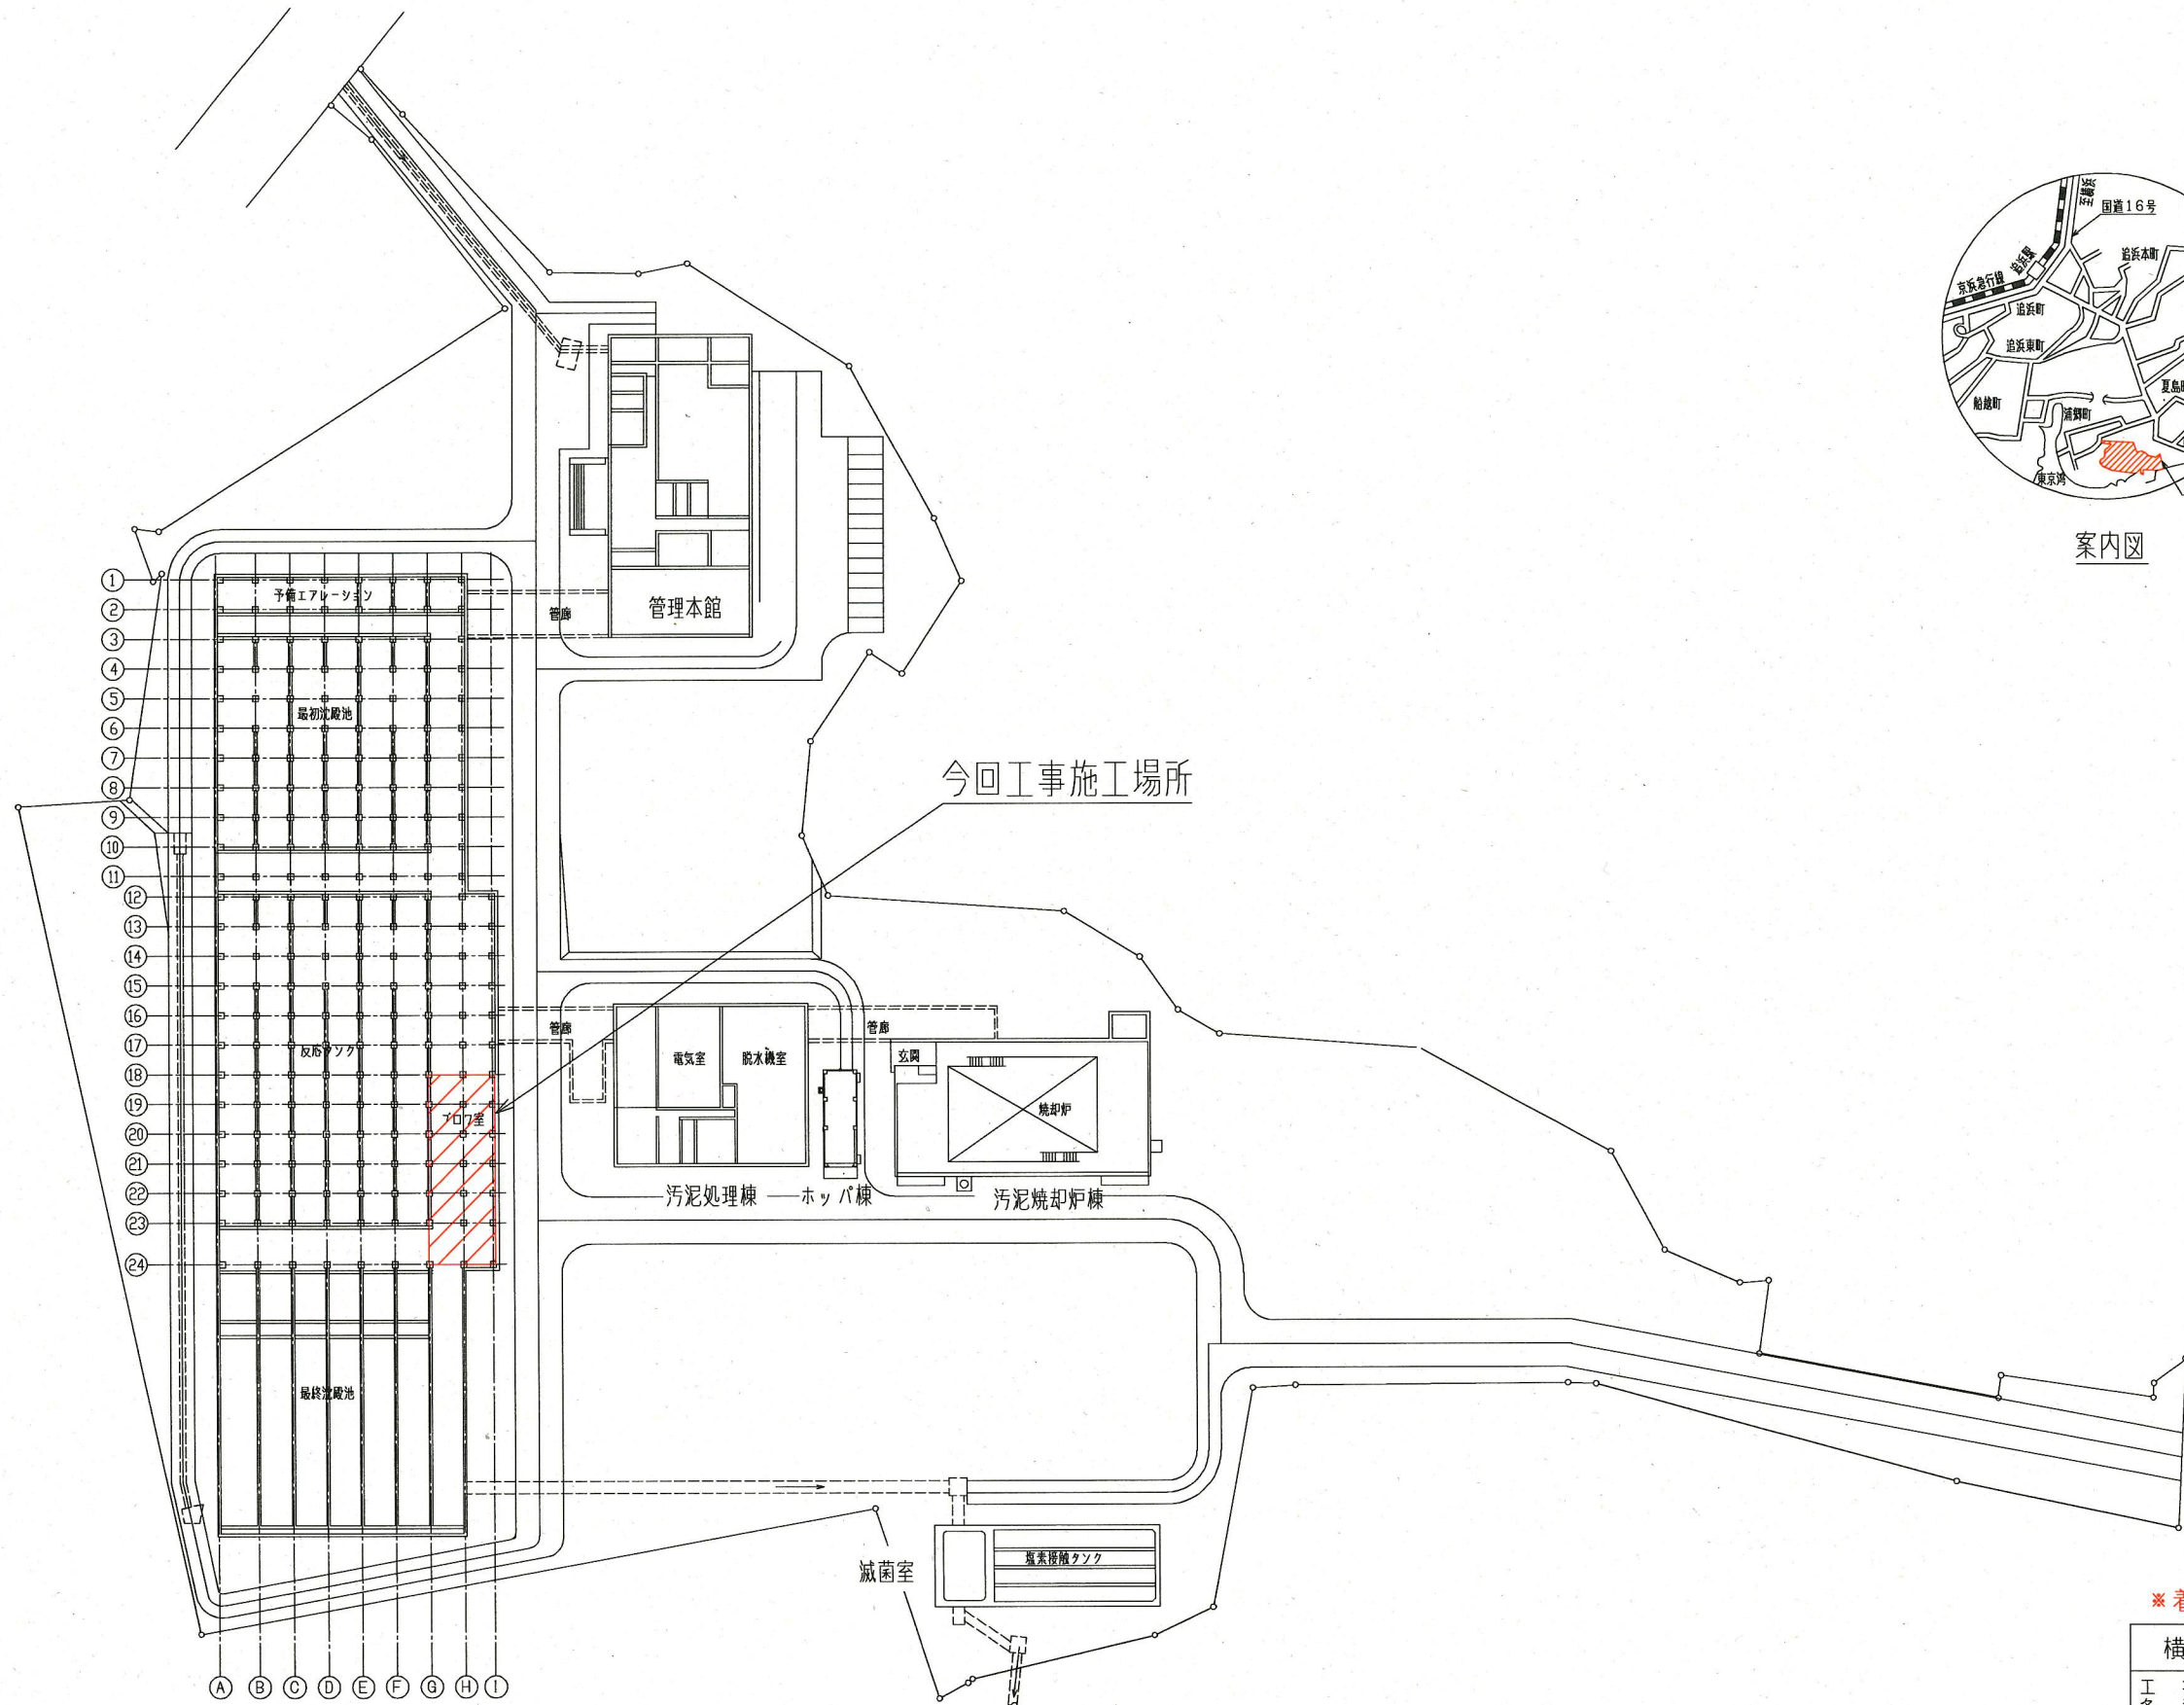 至横浜
国道16号
追浜駅
追浜本町
京浜急行線
追浜町
追浜東町
船越町
浦郷町
夏島
東京湾
案内図
管理本館
管廊
1
2
3
4
5
6
7
8
9
10
11
12
13
14
15
16
17
18
19
20
21
22
23
24
予備エアレーション
最初沈殿池
今回工事施工場所
反応タンク
ブロワ室
管廊
電気室
脱水機室
管廊
玄関
焼却炉
汚泥処理棟
ホッパ棟
汚泥焼却炉棟
最終沈殿池
滅菌室
塩素接触タンク
A B C D E F G H I
※着
横
工